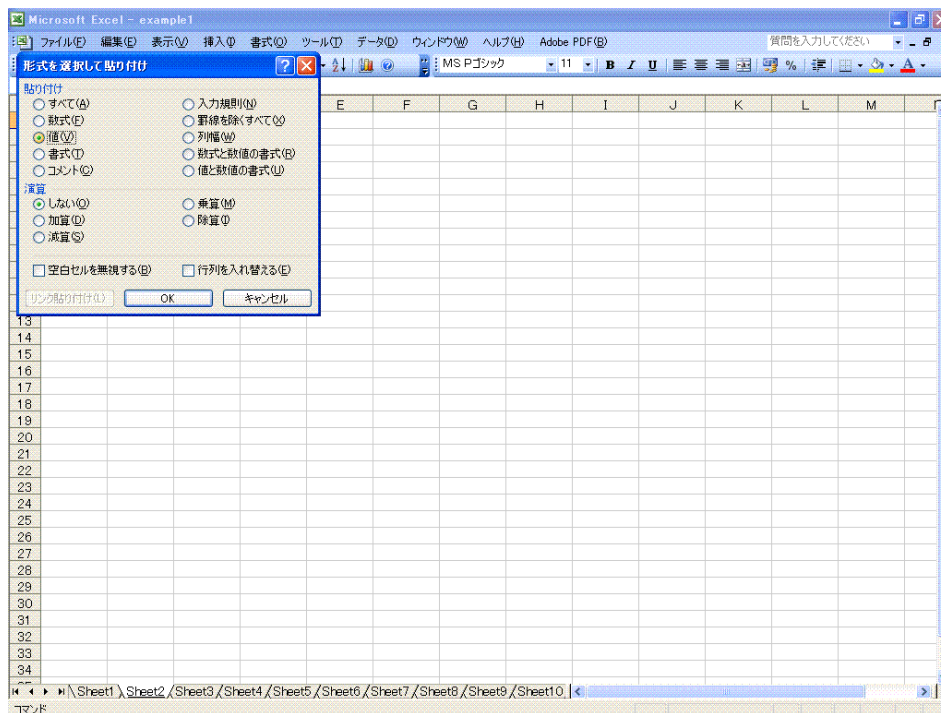 Microsoft Excel - example1
ファイル(F) 編集(E) 表示(V) 挿入(I) 書式(O) ツール(T) データ(D) ウィンドウ(W) ヘルプ(H) Adobe PDF(B) 質問を入力してください
形式を選択して貼り付け
MS Pゴシック 11 B I U %
貼り付け
すべて(A) 入力規則(N)
数式(F) 罫線を除くすべて(X)
値(V) 列幅(W)
書式(T) 数式と数値の書式(R)
コメント(C) 値と数値の書式(U)
演算
しない(O) 乗算(M)
加算(D) 除算(I)
減算(S)
空白セルを無視する(B) 行列を入れ替える(E)
リンク貼り付け(L) OK キャンセル
E F G H I J K L M
13
14
15
16
17
18
19
20
21
22
23
24
25
26
27
28
29
30
31
32
33
34
Sheet1 Sheet2 Sheet3 Sheet4 Sheet5 Sheet6 Sheet7 Sheet8 Sheet9 Sheet10
コマンド